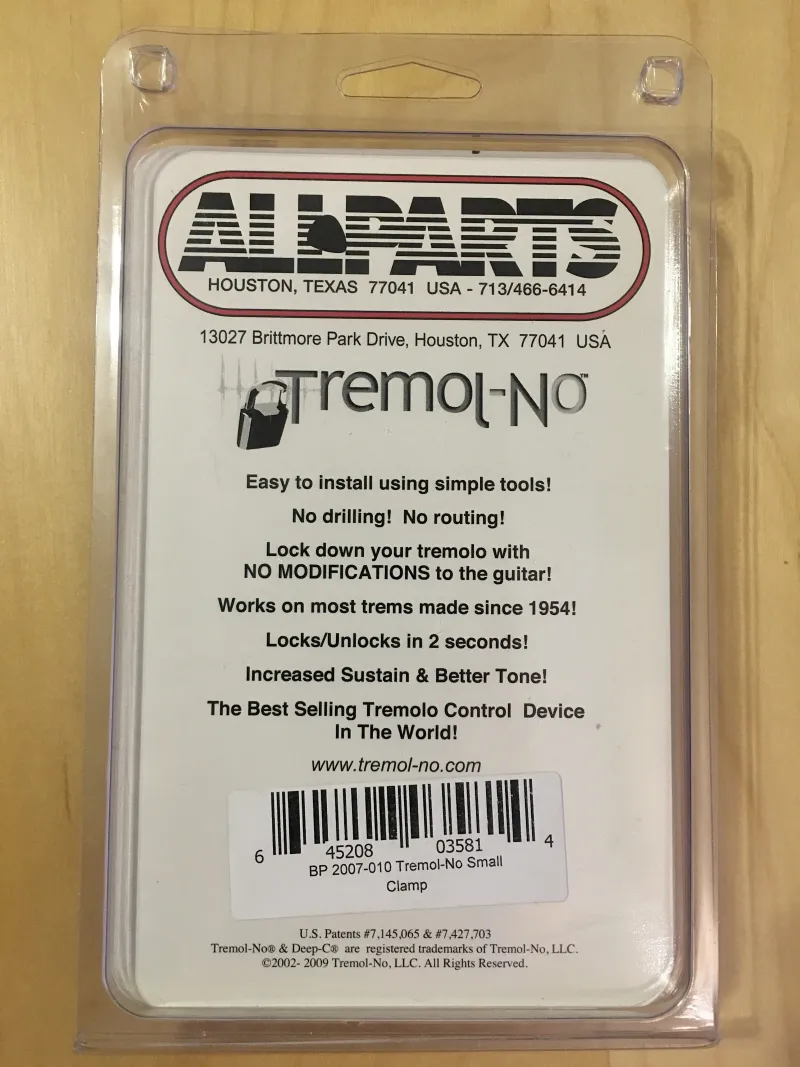 ALLPARTS
HOUSTON, TEXAS 77041 USA - 713/466-6414
13027 Brittmore Park Drive, Houston, TX 77041 USA
Tremol-No™
Easy to install using simple tools!
No drilling! No routing!
Lock down your tremolo with
NO MODIFICATIONS to the guitar!
Works on most trems made since 1954!
Locks/Unlocks in 2 seconds!
Increased Sustain & Better Tone!
The Best Selling Tremolo Control Device
In The World!
www.tremol-no.com
6 45208 03581 4
BP 2007-010 Tremol-No Small
Clamp
U.S. Patents #7,145,065 & #7,427,703
Tremol-No® & Deep-C® are registered trademarks of Tremol-No, LLC.
©2002- 2009 Tremol-No, LLC. All Rights Reserved.